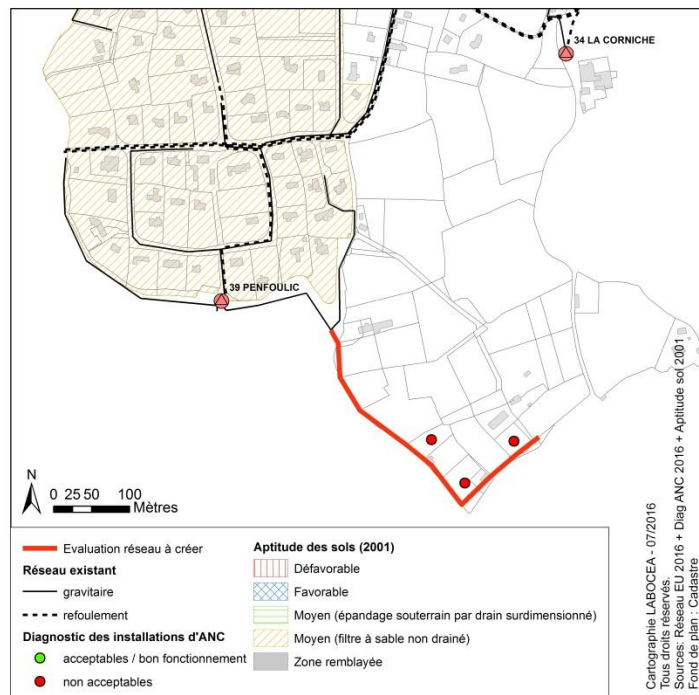 34 LA CORNICHE
39 PENFOULIC
N
0 25 50 100
Mètres
Evaluation réseau à créer
Réseau existant
gravitaire
refoulement
Diagnostic des installations d'ANC
acceptables / bon fonctionnement
non acceptables
Aptitude des sols (2001)
Défavorable
Favorable
Moyen (épandage souterrain par drain surdimensionné)
Moyen (filtre à sable non drainé)
Zone remblayée
Cartographie LABOCEA - 07/2016
Tous droits réservés.
Sources: Réseau EU 2016 + Diag ANC 2016 + Aptitude sol 2001
Fond de plan : Cadastre